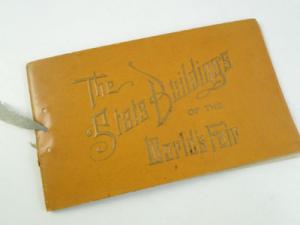 The
State Buildings
OF THE
World's Fair